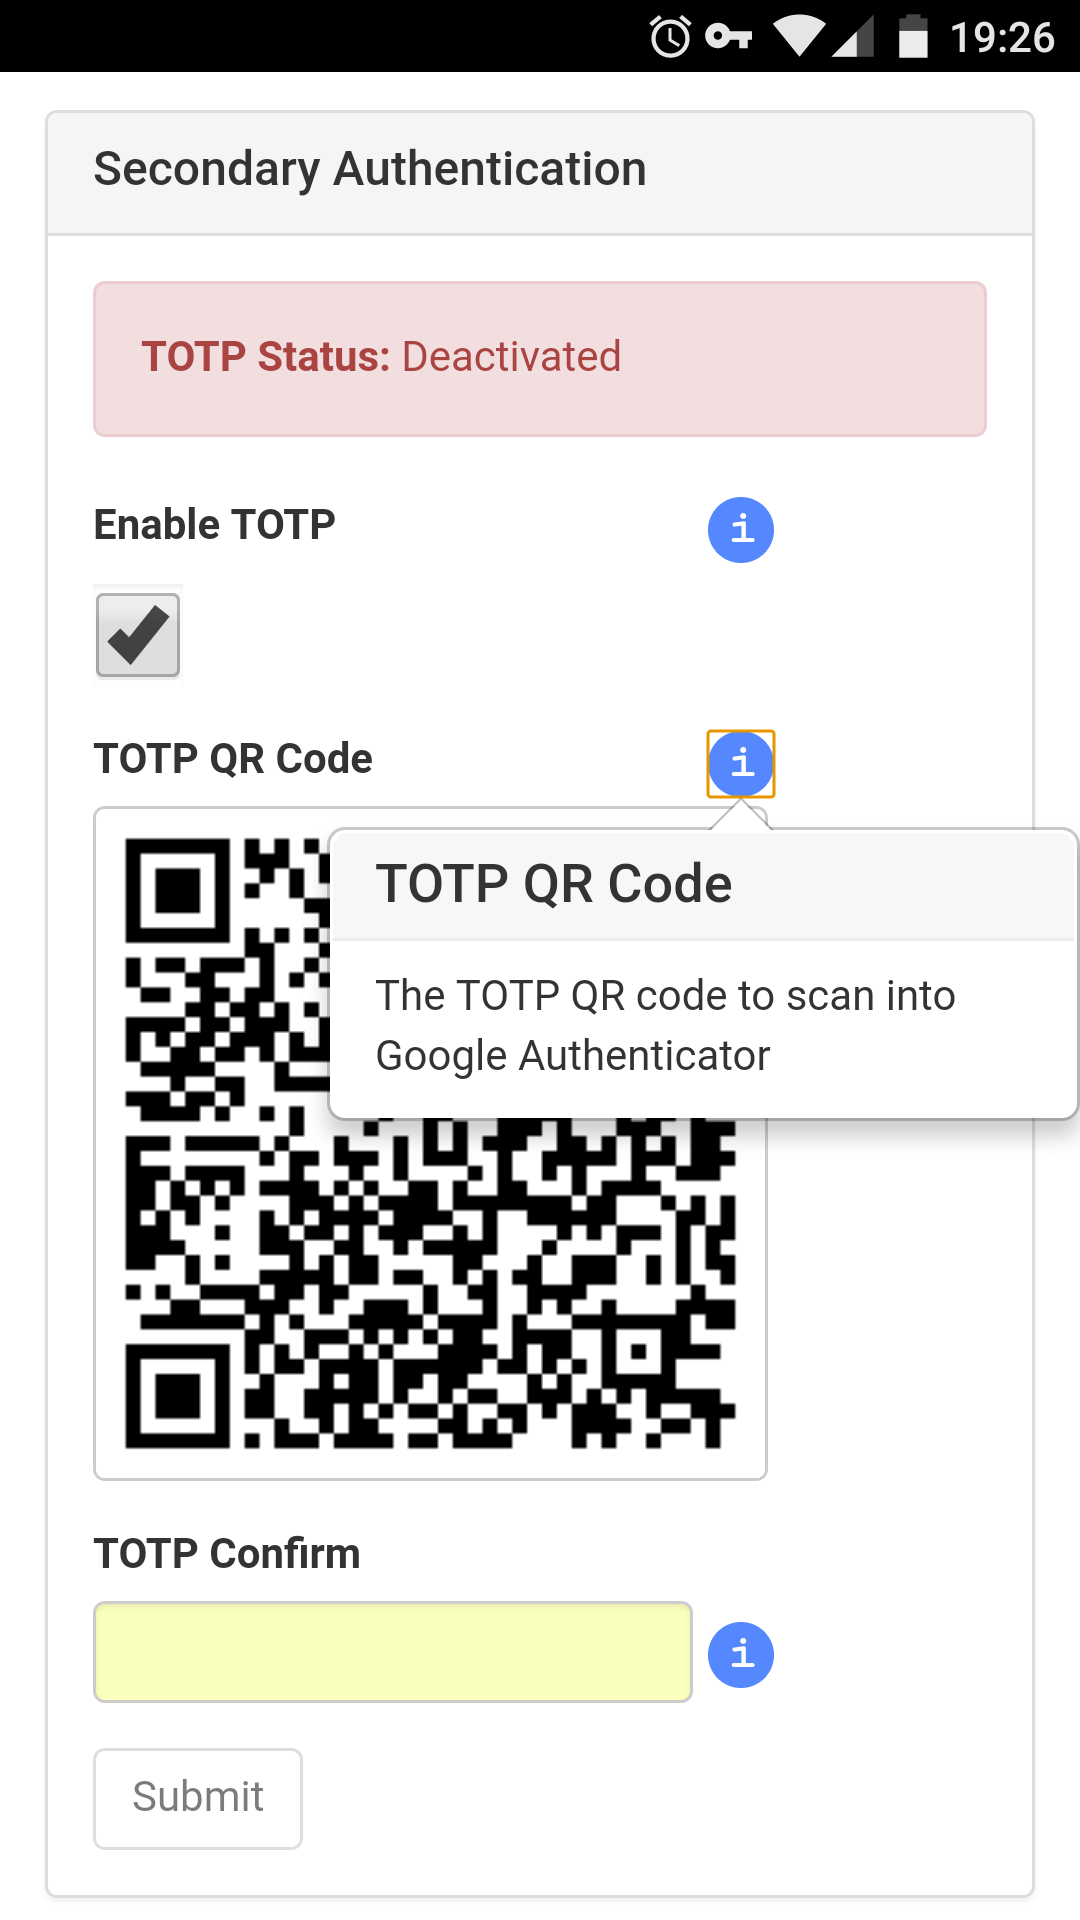 19:26
Secondary Authentication
TOTP Status: Deactivated
Enable TOTP
i
TOTP QR Code
i
TOTP QR Code
The TOTP QR code to scan into
Google Authenticator
TOTP Confirm
i
Submit